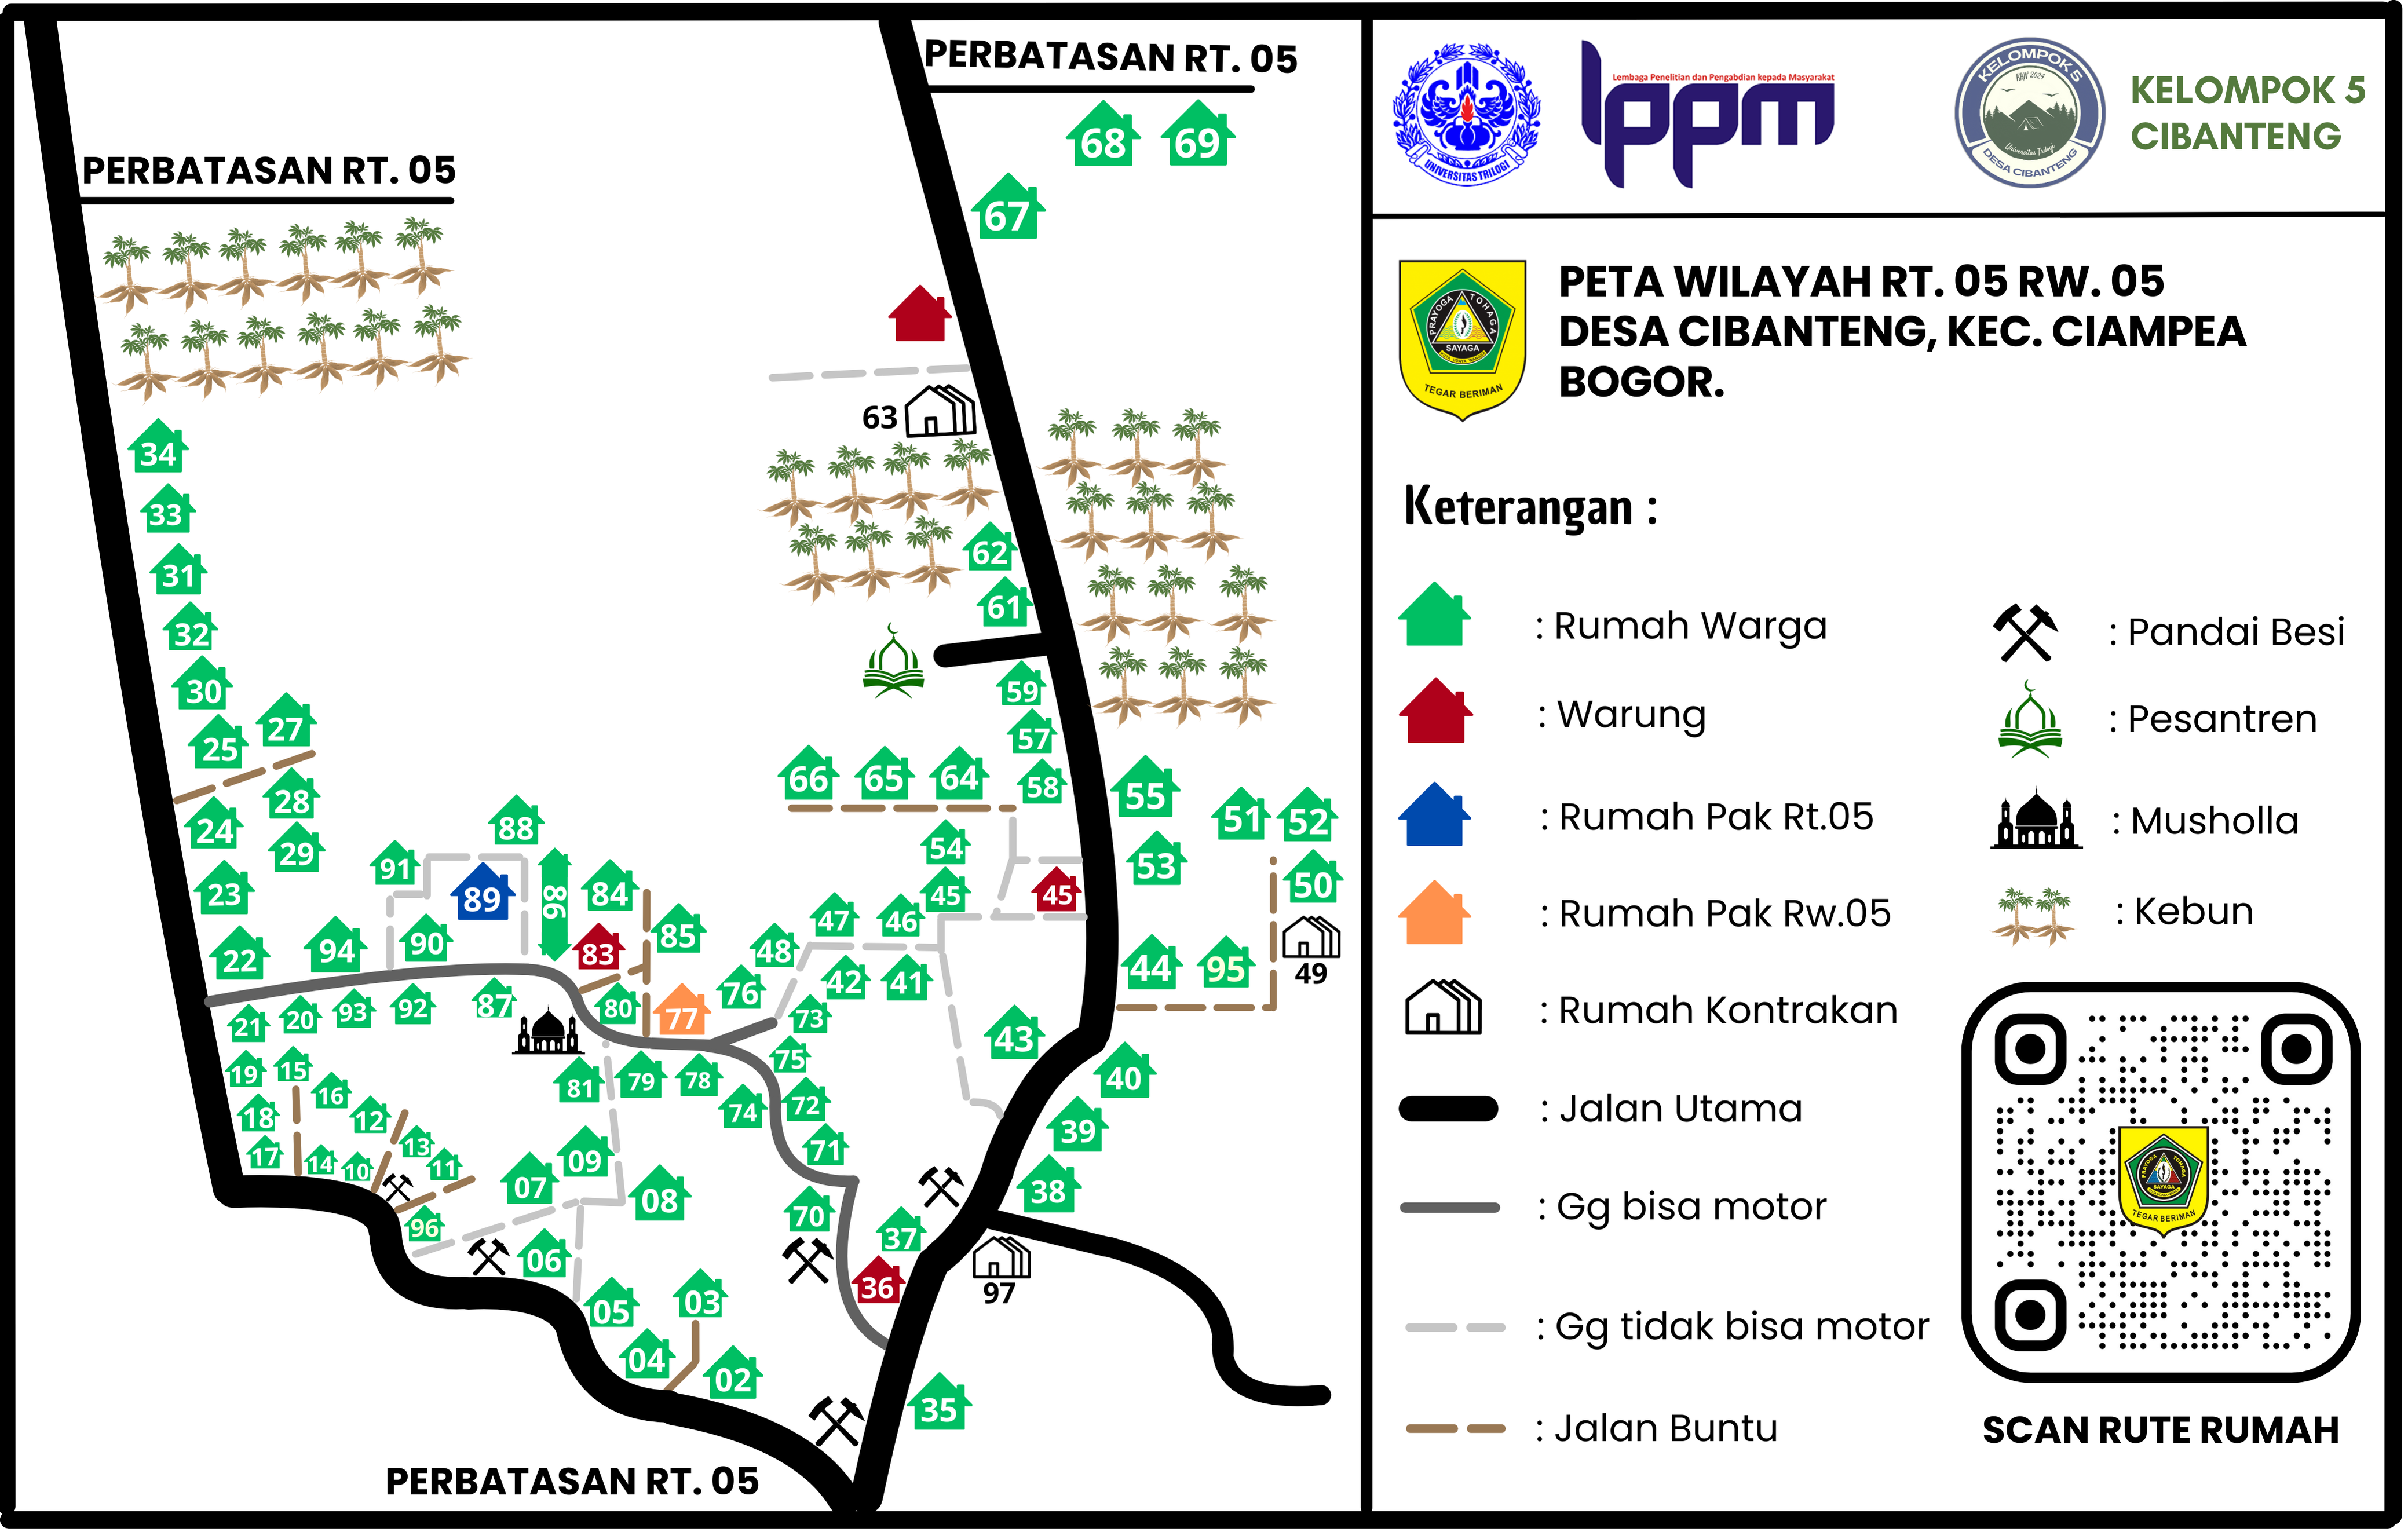 PERBATASAN RT. 05
68
69
67
PERBATASAN RT. 05
63
34
33
62
31
61
32
59
30
27
57
25
66
65
64
58
55
28
51
52
24
88
54
29
53
91
50
23
89
86
84
45
45
47
46
85
94
90
83
48
44
95
22
49
42
41
76
87
80
77
92
93
20
21
73
43
75
40
15
19
81
79
78
16
72
74
18
12
39
13
71
17
14
10
11
09
07
38
08
70
96
37
06
36
97
03
05
04
02
35
PERBATASAN RT. 05
UNIVERSITAS TRILOGI
Lembaga Penelitian dan Pengabdian kepada Masyarakat
lppm
KELOMPOK 5
KKN 2024
Universitas Trilogi
DESA CIBANTENG
KELOMPOK 5
CIBANTENG
PRAYOGA TOHAGA
SAYAGA
TEGAR BERIMAN
PETA WILAYAH RT. 05 RW. 05
DESA CIBANTENG, KEC. CIAMPEA
BOGOR.
Keterangan :
: Rumah Warga
: Warung
: Rumah Pak Rt.05
: Rumah Pak Rw.05
: Rumah Kontrakan
: Jalan Utama
: Gg bisa motor
: Gg tidak bisa motor
: Jalan Buntu
: Pandai Besi
: Pesantren
: Musholla
: Kebun
PRAYOGA TOHAGA
SAYAGA
TEGAR BERIMAN
SCAN RUTE RUMAH